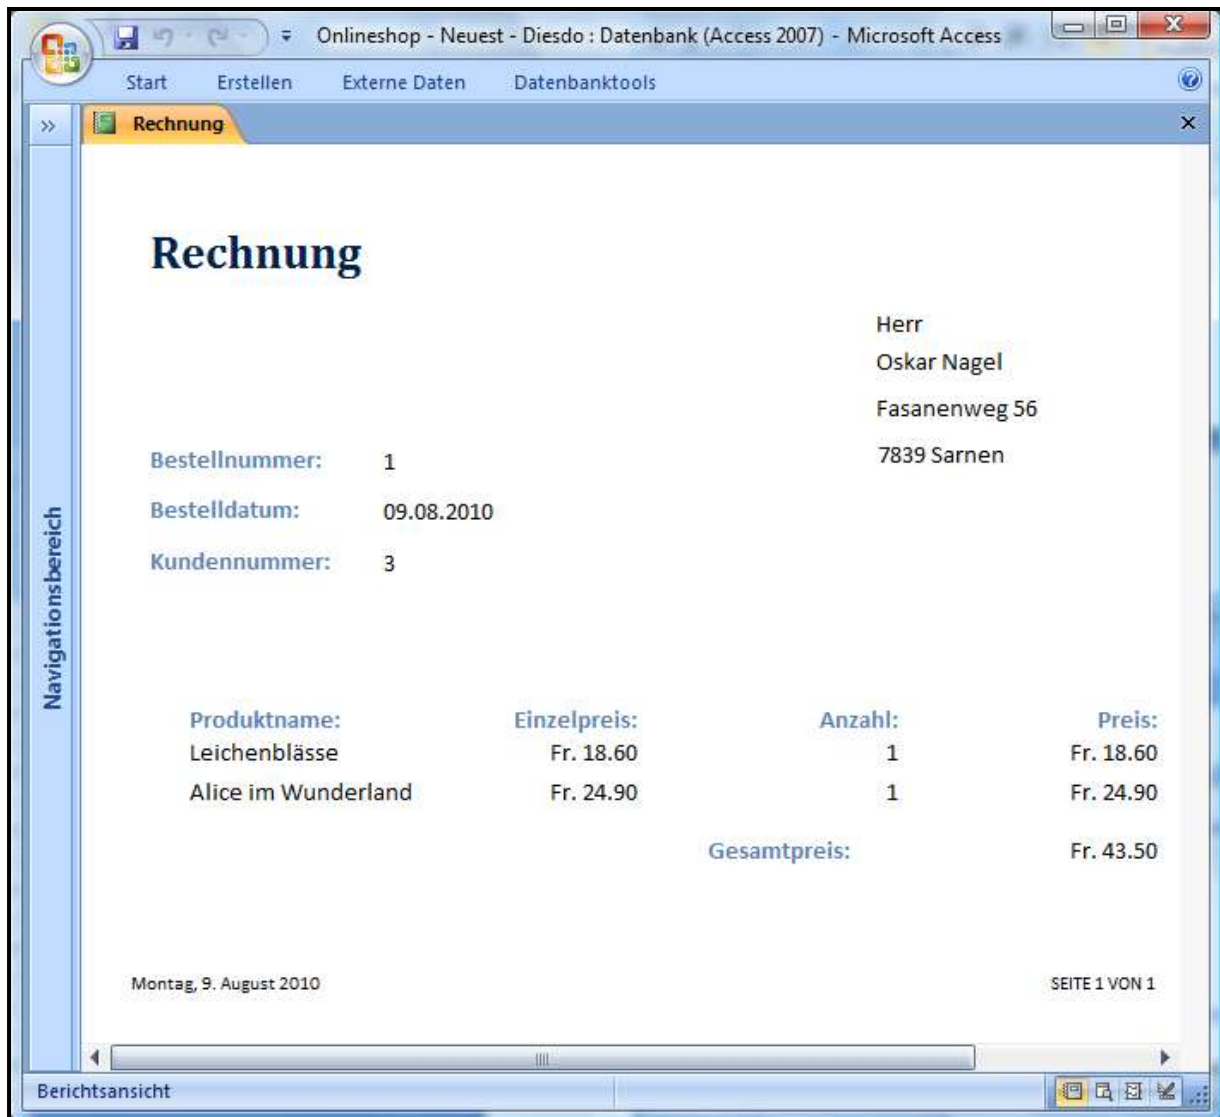 Onlineshop - Neuest - Diesdo : Datenbank (Access 2007) - Microsoft Access
Start Erstellen Externe Daten Datenbanktools
Rechnung
Navigationsbereich
Rechnung
Herr
Oskar Nagel
Fasanenweg 56
7839 Sarnen
Bestellnummer: 1
Bestelldatum: 09.08.2010
Kundennummer: 3
Produktname: Einzelpreis: Anzahl: Preis:
Leichenblässe Fr. 18.60 1 Fr. 18.60
Alice im Wunderland Fr. 24.90 1 Fr. 24.90
Gesamtpreis: Fr. 43.50
Montag, 9. August 2010 SEITE 1 VON 1
Berichtsansicht